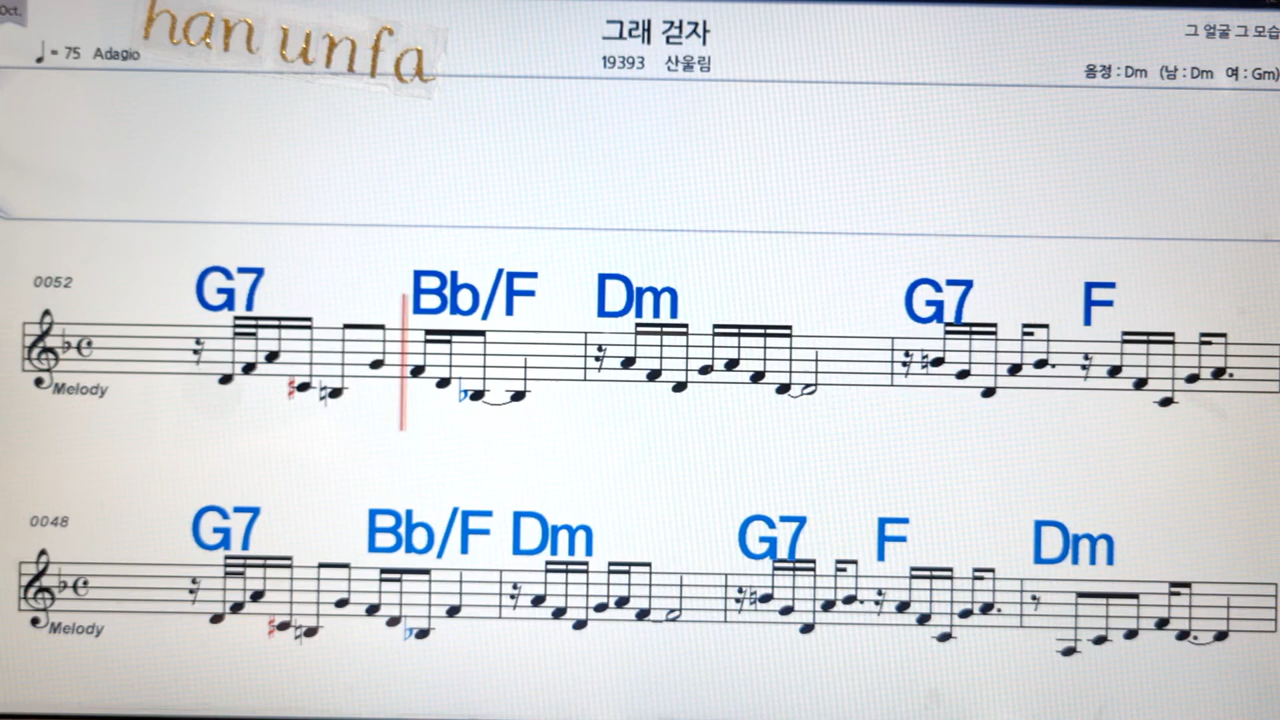 Oct.
han unfa
그래 걷자
그 얼굴 그 모습
♩= 75 Adagio
19393 산울림
음정 : Dm (남 : Dm 여 : Gm)
0052
G7 Bb/F Dm G7 F
Melody
0048
G7 Bb/F Dm G7 F Dm
Melody